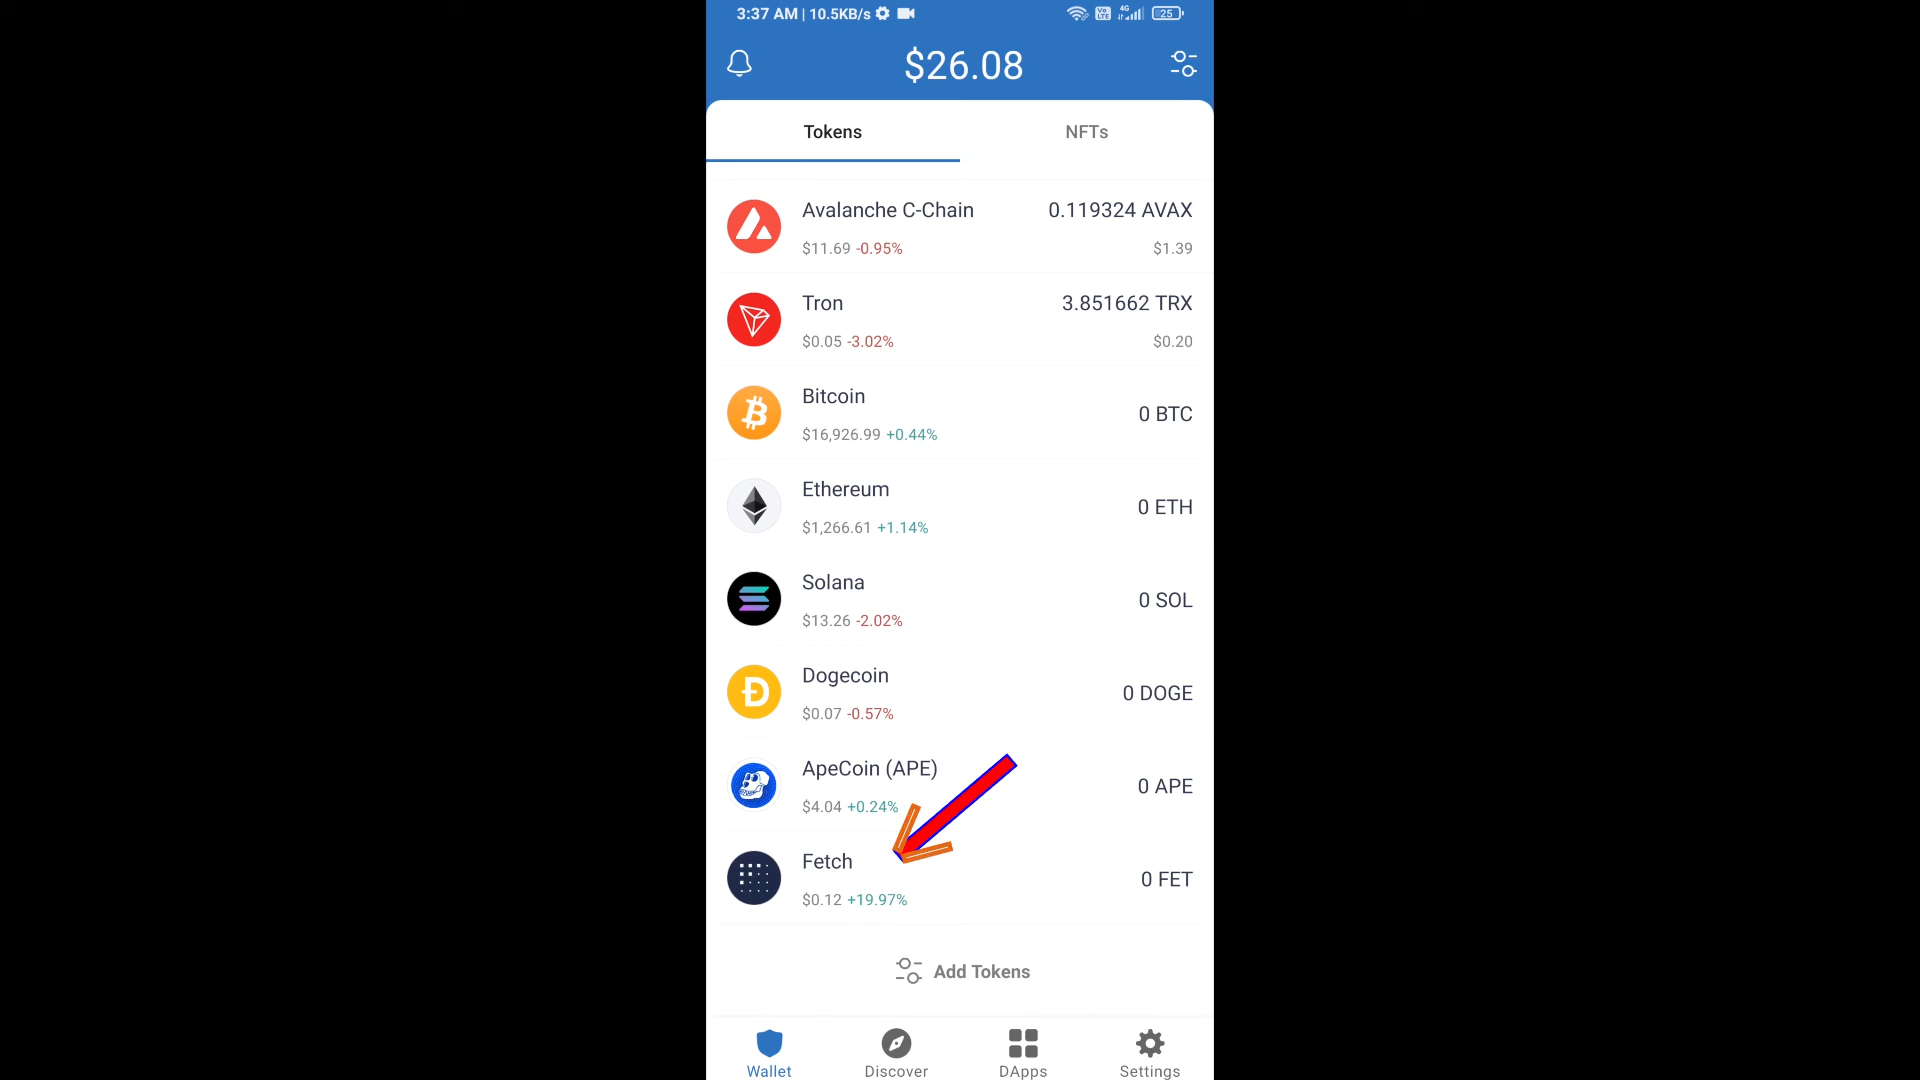 3:37 AM | 10.5KB/s
Vo LTE 4G 25
$26.08
Tokens
NFTs
Avalanche C-Chain
0.119324 AVAX
$11.69 -0.95%
$1.39
Tron
3.851662 TRX
$0.05 -3.02%
$0.20
Bitcoin
0 BTC
$16,926.99 +0.44%
Ethereum
0 ETH
$1,266.61 +1.14%
Solana
0 SOL
$13.26 -2.02%
Dogecoin
0 DOGE
$0.07 -0.57%
ApeCoin (APE)
0 APE
$4.04 +0.24%
Fetch
0 FET
$0.12 +19.97%
Add Tokens
Wallet
Discover
DApps
Settings